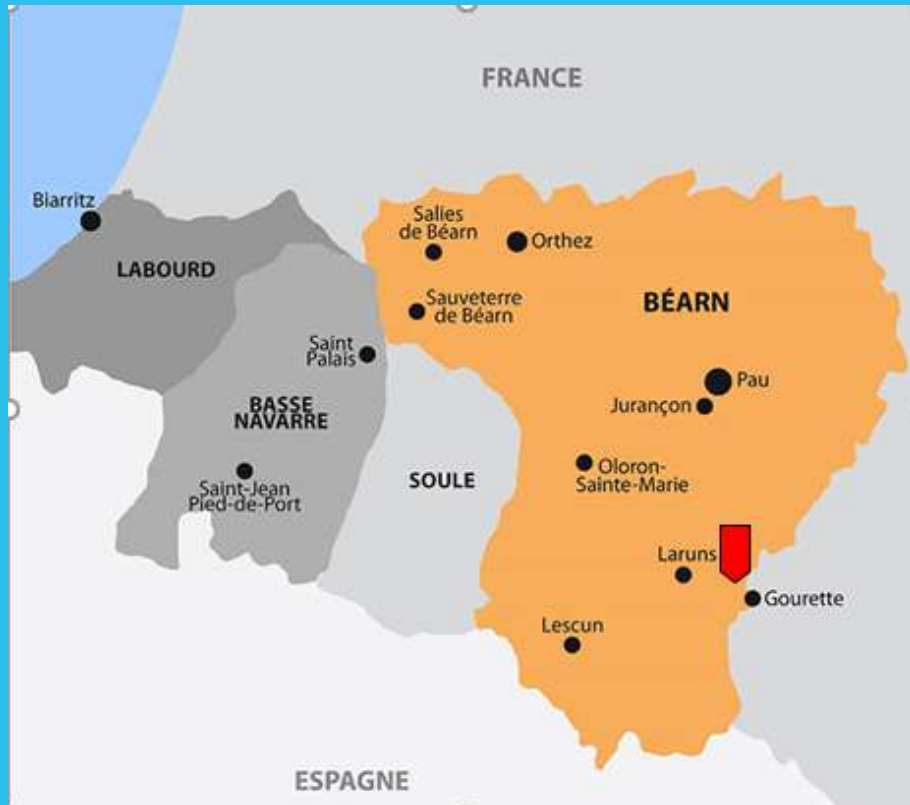 FRANCE
Biarritz
LABOURD
Salies
de Béarn
Orthez
Sauveterre
de Béarn
BÉARN
Saint
Palais
Pau
Jurançon
BASSE
NAVARRE
Saint-Jean
Pied-de-Port
SOULE
Oloron-
Sainte-Marie
Laruns
Gourette
Lescun
ESPAGNE